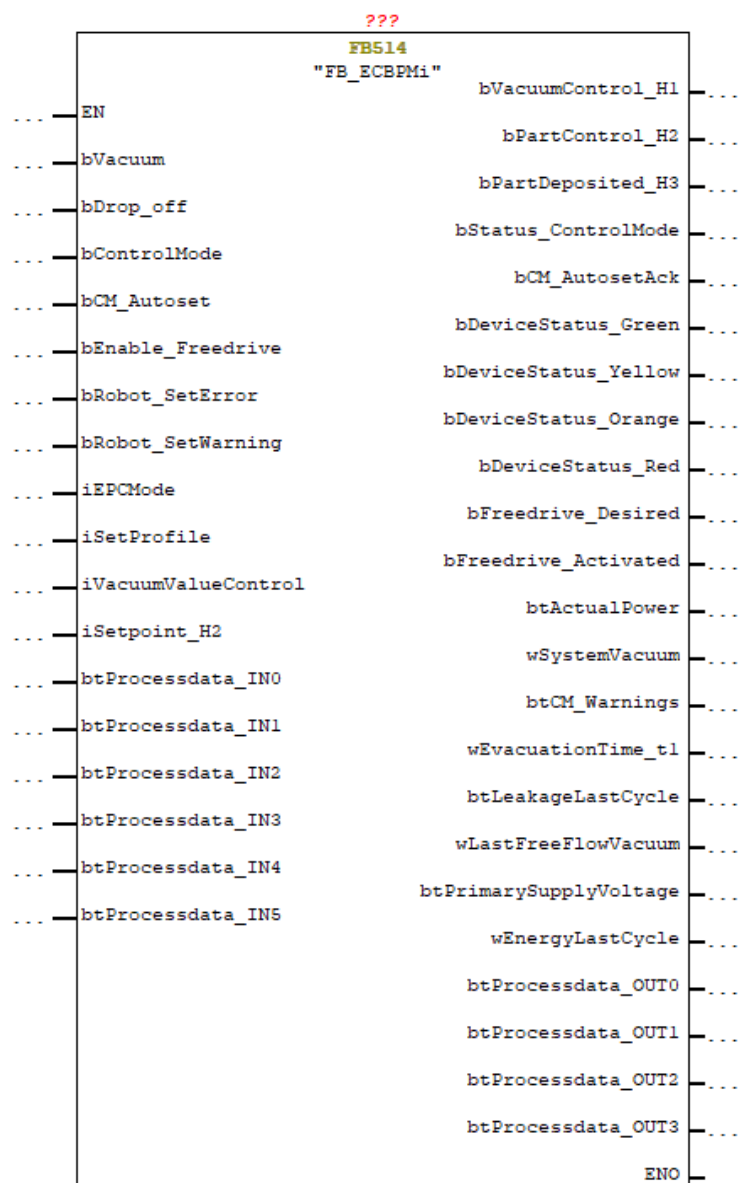 ???
FB514
"FB_ECBPMi"
bVacuumControl_H1 ...
... EN
bPartControl_H2 ...
... bVacuum
bPartDeposited_H3 ...
... bDrop_off
bStatus_ControlMode ...
... bControlMode
bCM_AutosetAck ...
... bCM_Autoset
bDeviceStatus_Green ...
... bEnable_Freedrive
bDeviceStatus_Yellow ...
... bRobot_SetError
bDeviceStatus_Orange ...
... bRobot_SetWarning
bDeviceStatus_Red ...
... iEPCMode
bFreedrive_Desired ...
... iSetProfile
bFreedrive_Activated ...
... iVacuumValueControl
btActualPower ...
... iSetpoint_H2
wSystemVacuum ...
... btProcessdata_IN0
btCM_Warnings ...
... btProcessdata_IN1
wEvacuationTime_t1 ...
... btProcessdata_IN2
btLeakageLastCycle ...
... btProcessdata_IN3
wLastFreeFlowVacuum ...
... btProcessdata_IN4
btPrimarySupplyVoltage ...
... btProcessdata_IN5
wEnergyLastCycle ...
btProcessdata_OUT0 ...
btProcessdata_OUT1 ...
btProcessdata_OUT2 ...
btProcessdata_OUT3 ...
ENO